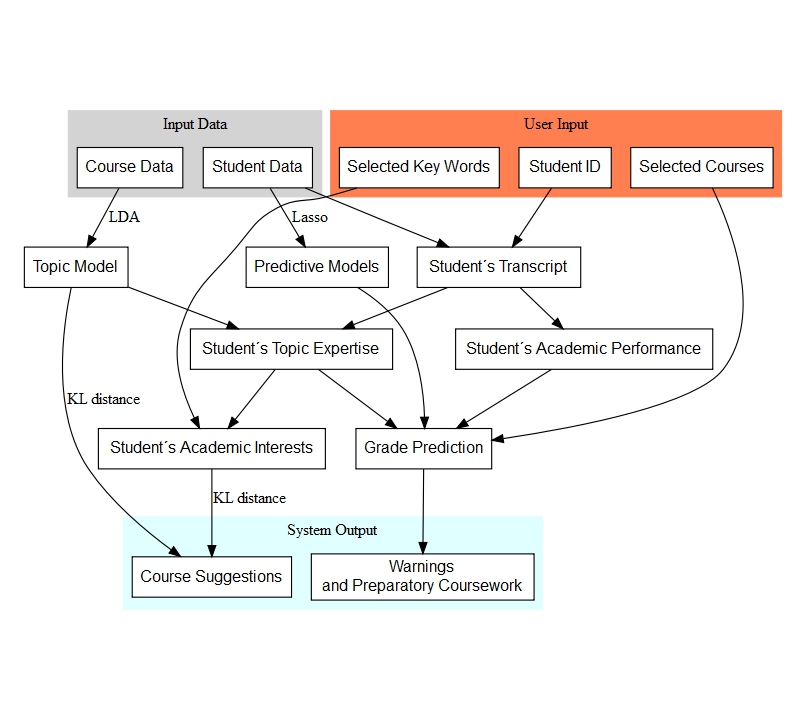 Input Data
User Input
Course Data
Student Data
Selected Key Words
Student ID
Selected Courses
LDA
Lasso
Topic Model
Predictive Models
Student´s Transcript
Student´s Topic Expertise
Student´s Academic Performance
KL distance
Student´s Academic Interests
Grade Prediction
KL distance
System Output
Course Suggestions
Warnings
and Preparatory Coursework